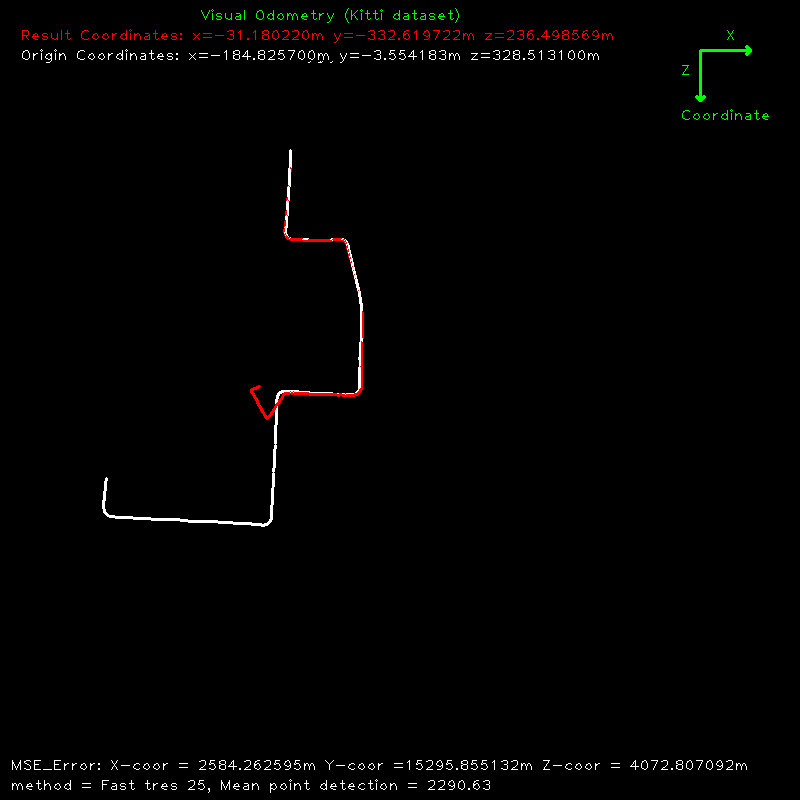 Visual Odometry (Kitti dataset)
Result Coordinates: x=-31.180220m y=-332.619722m z=236.498569m
Origin Coordinates: x=-184.825700m y=-3.554183m z=328.513100m
X
Z
Coordinate
MSE_Error: X-coor = 2584.262595m Y-coor =15295.855132m Z-coor = 4072.807092m
method = Fast tres 25, Mean point detection = 2290.63